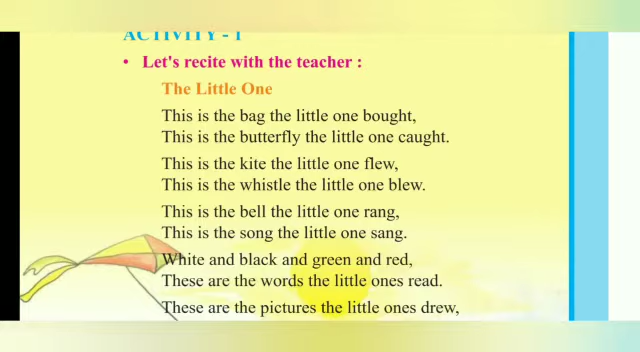 ACTIVITY - 1
• Let's recite with the teacher :
The Little One
This is the bag the little one bought,
This is the butterfly the little one caught.
This is the kite the little one flew,
This is the whistle the little one blew.
This is the bell the little one rang,
This is the song the little one sang.
White and black and green and red,
These are the words the little ones read.
These are the pictures the little ones drew,